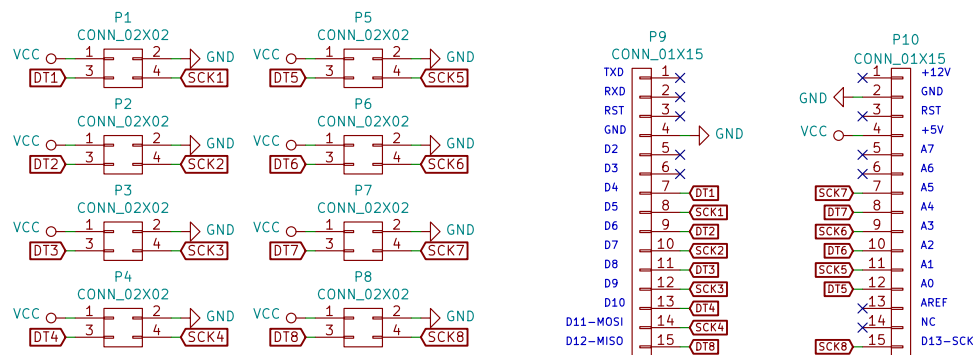 P1
CONN_02X02
VCC 1 2 GND
DT1 3 4 SCK1
P5
CONN_02X02
VCC 1 2 GND
DT5 3 4 SCK5
P2
CONN_02X02
VCC 1 2 GND
DT2 3 4 SCK2
P6
CONN_02X02
VCC 1 2 GND
DT6 3 4 SCK6
P3
CONN_02X02
VCC 1 2 GND
DT3 3 4 SCK3
P7
CONN_02X02
VCC 1 2 GND
DT7 3 4 SCK7
P4
CONN_02X02
VCC 1 2 GND
DT4 3 4 SCK4
P8
CONN_02X02
VCC 1 2 GND
DT8 3 4 SCK8
P9
CONN_01X15
TXD 1
RXD 2
RST 3
GND 4 GND
D2 5
D3 6
D4 7 DT1
D5 8 SCK1
D6 9 DT2
D7 10 SCK2
D8 11 DT3
D9 12 SCK3
D10 13 DT4
D11-MOSI 14 SCK4
D12-MISO 15 DT8
P10
CONN_01X15
1 +12V
GND 2 GND
3 RST
VCC 4 +5V
5 A7
6 A6
SCK7 7 A5
DT7 8 A4
SCK6 9 A3
DT6 10 A2
SCK5 11 A1
DT5 12 A0
13 AREF
14 NC
SCK8 15 D13-SCK